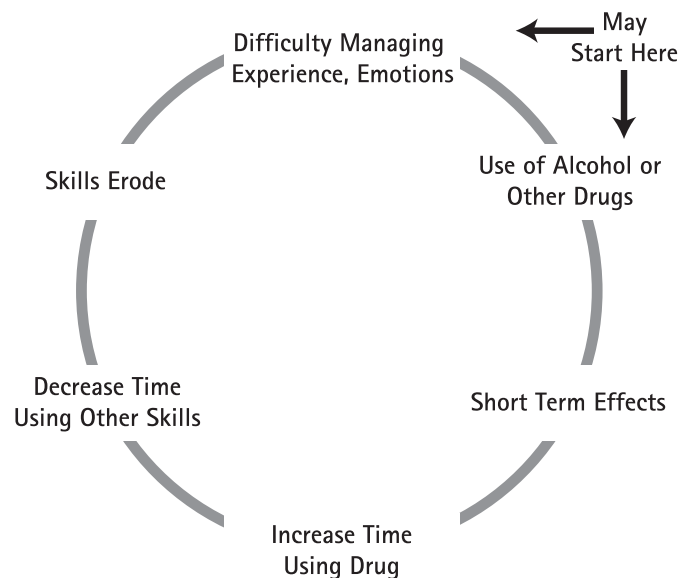 May
Start Here
Difficulty Managing
Experience, Emotions
Use of Alcohol or
Other Drugs
Short Term Effects
Increase Time
Using Drug
Decrease Time
Using Other Skills
Skills Erode